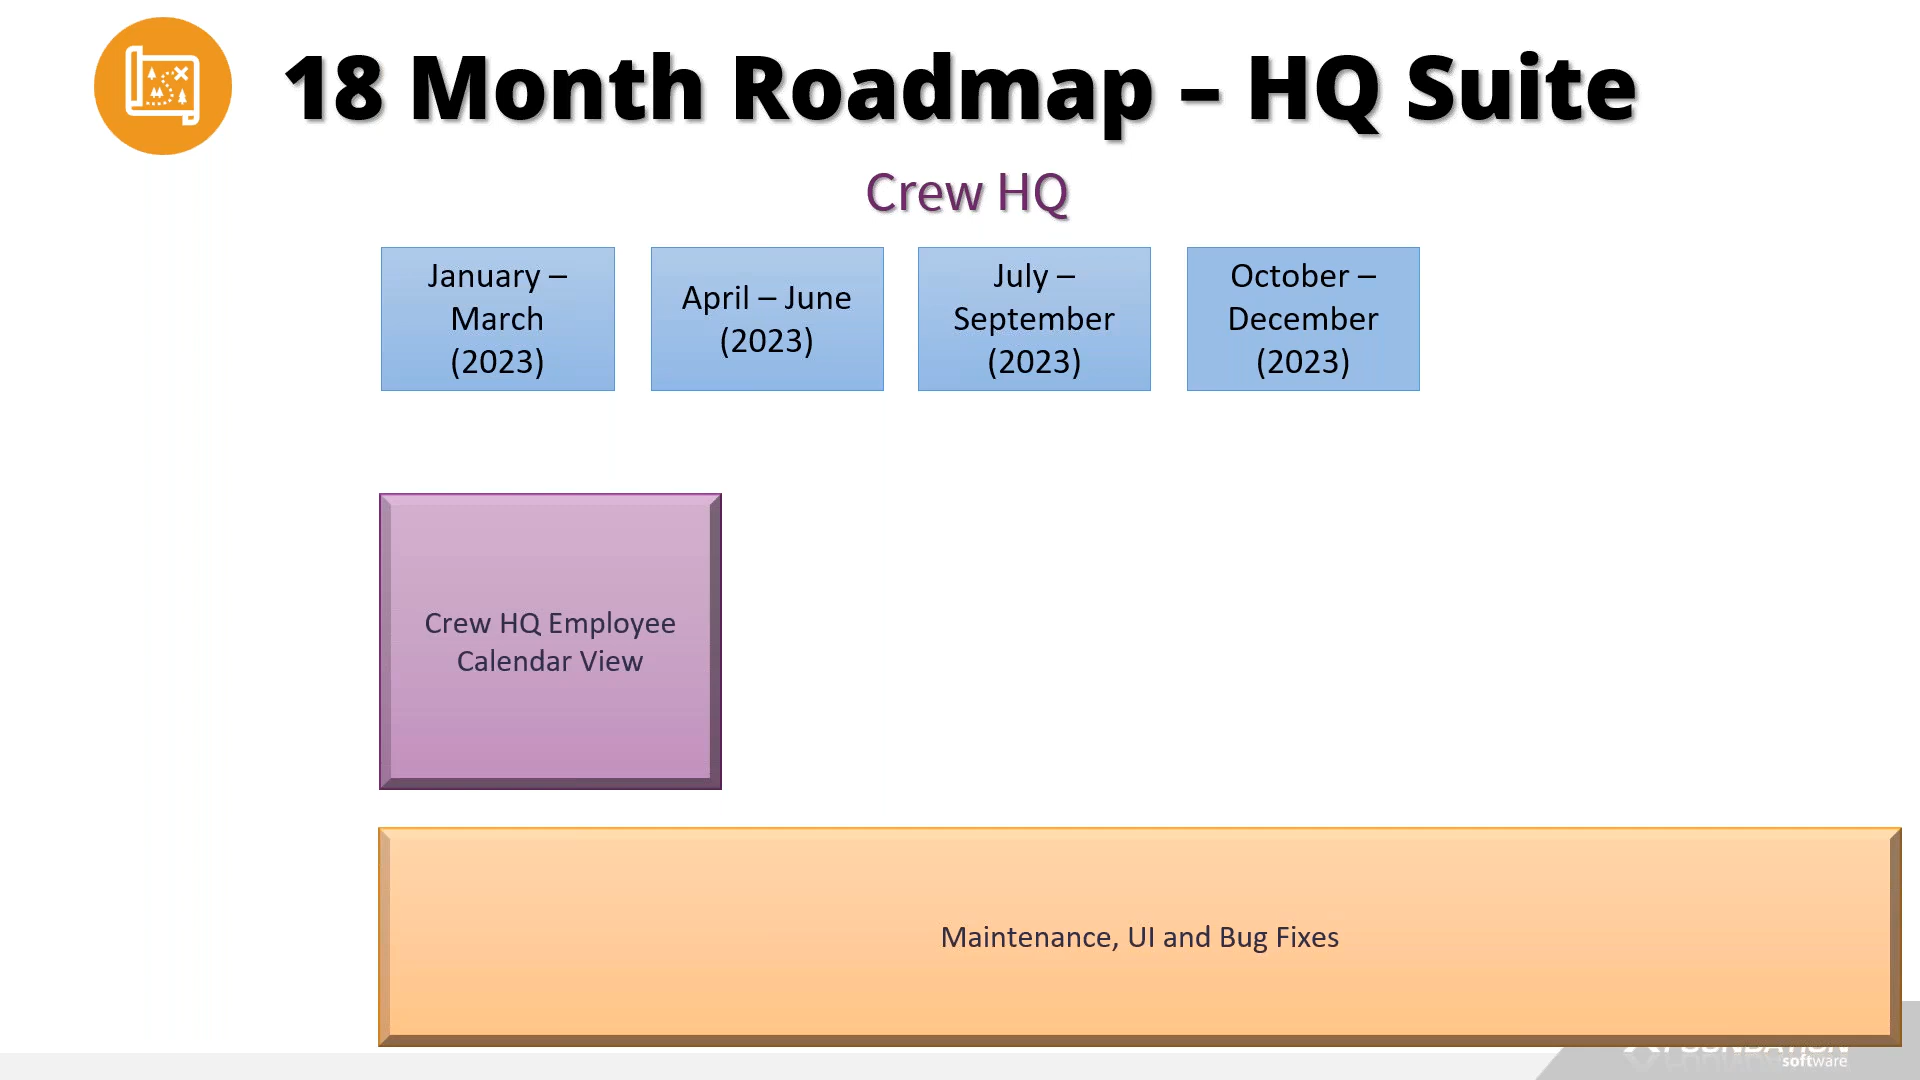 18 Month Roadmap – HQ Suite
Crew HQ
January –
March
(2023)
April – June
(2023)
July –
September
(2023)
October –
December
(2023)
Crew HQ Employee
Calendar View
Maintenance, UI and Bug Fixes
FOUNDATION
software